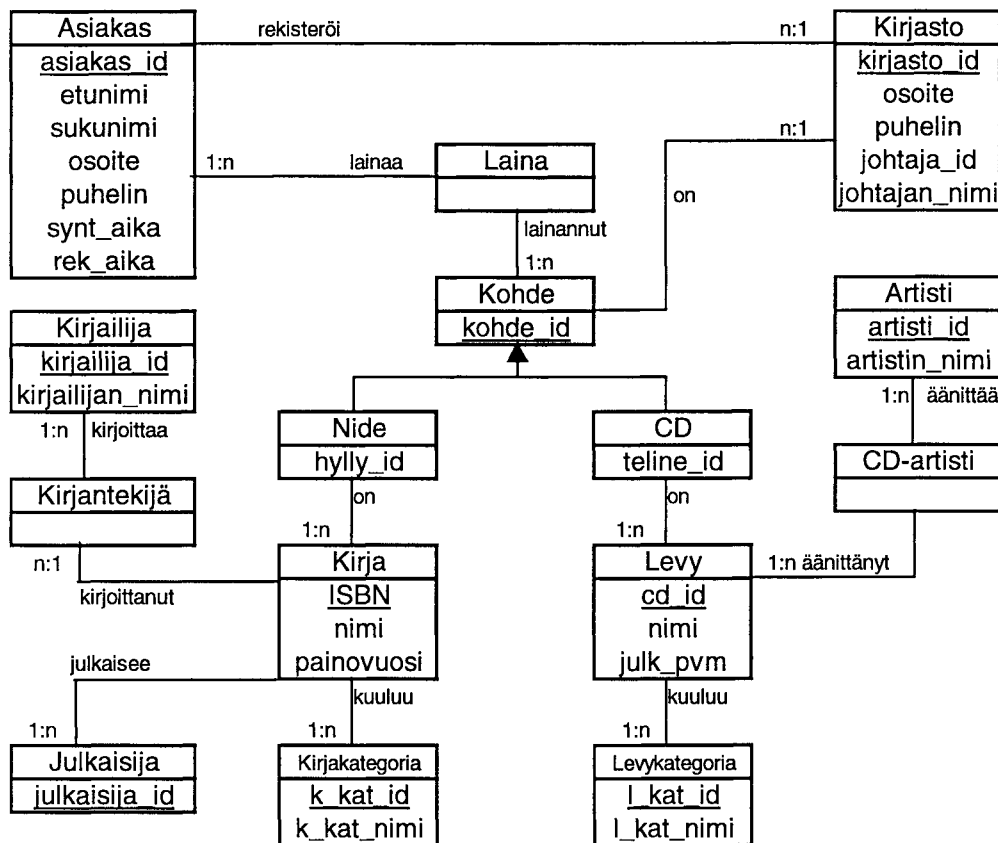 Asiakas
asiakas_id
etunimi
sukunimi
osoite
puhelin
synt_aika
rek_aika
rekisteröi
n:1
Kirjasto
kirjasto_id
osoite
puhelin
johtaja_id
johtajan_nimi
1:n
lainaa
Laina
n:1
on
lainannut
1:n
Kohde
kohde_id
Kirjailija
kirjailija_id
kirjailijan_nimi
1:n kirjoittaa
Kirjantekijä
n:1
kirjoittanut
Nide
hylly_id
on
1:n
CD
teline_id
on
1:n
Artisti
artisti_id
artistin_nimi
1:n äänittää
CD-artisti
1:n äänittänyt
Kirja
ISBN
nimi
painovuosi
Levy
cd_id
nimi
julk_pvm
julkaisee
1:n
kuuluu
1:n
kuuluu
1:n
Julkaisija
julkaisija_id
Kirjakategoria
k_kat_id
k_kat_nimi
Levykategoria
l_kat_id
l_kat_nimi